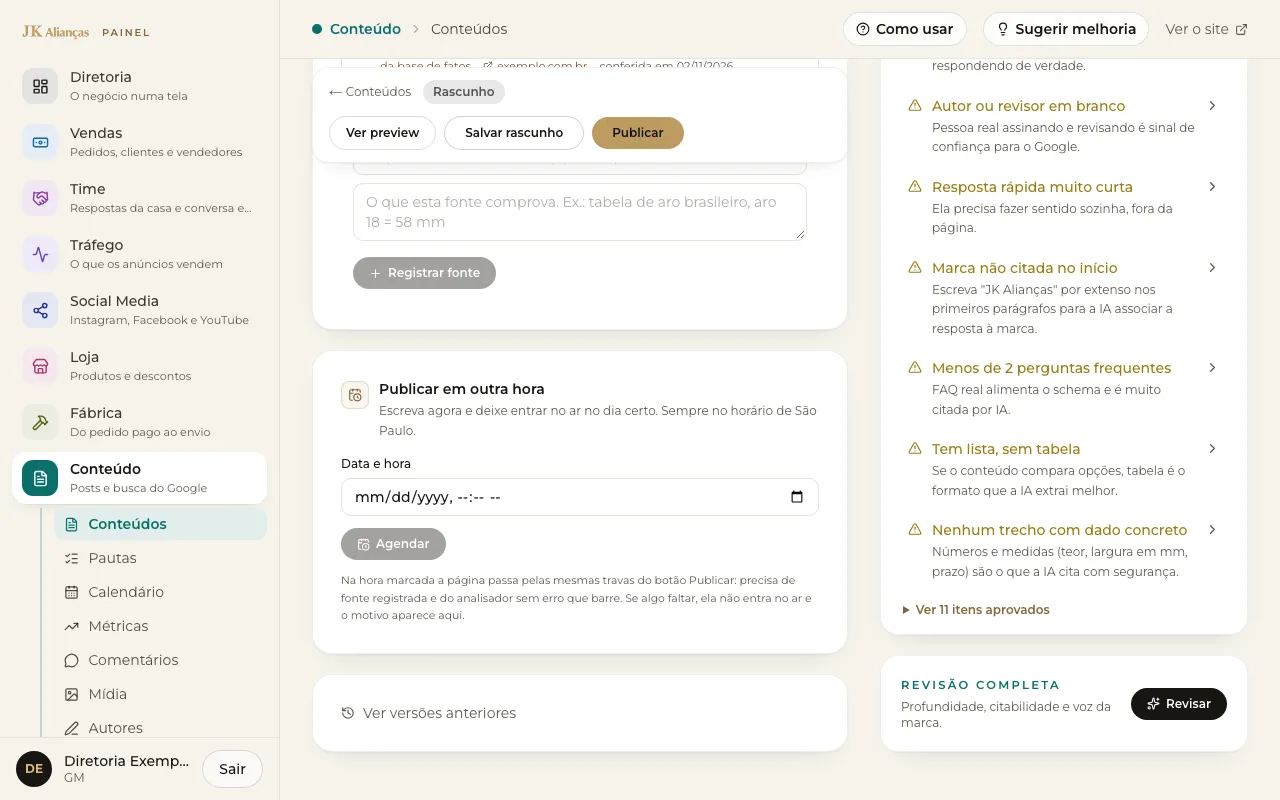 JK Alianças PAINEL
Diretoria
O negócio numa tela
Vendas
Pedidos, clientes e vendedores
Time
Respostas da casa e conversa e...
Tráfego
O que os anúncios vendem
Social Media
Instagram, Facebook e YouTube
Loja
Produtos e descontos
Fábrica
Do pedido pago ao envio
Conteúdo
Posts e busca do Google
Conteúdos
Pautas
Calendário
Métricas
Comentários
Mídia
Autores
DE
Diretoria Exemp...
GM
Sair
Conteúdo
Conteúdos
Como usar
Sugerir melhoria
Ver o site
da base de fatos exemplo.com.br conferida em 02/11/2026
← Conteúdos
Rascunho
Ver preview
Salvar rascunho
Publicar
O que esta fonte comprova. Ex.: tabela de aro brasileiro, aro
18 = 58 mm
Registrar fonte
Publicar em outra hora
Escreva agora e deixe entrar no ar no dia certo. Sempre no horário de São
Paulo.
Data e hora
mm/dd/yyyy, --:-- --
Agendar
Na hora marcada a página passa pelas mesmas travas do botão Publicar: precisa de
fonte registrada e do analisador sem erro que barre. Se algo faltar, ela não entra no ar e
o motivo aparece aqui.
Ver versões anteriores
respondendo de verdade.
Autor ou revisor em branco
Pessoa real assinando e revisando é sinal de
confiança para o Google.
Resposta rápida muito curta
Ela precisa fazer sentido sozinha, fora da
página.
Marca não citada no início
Escreva "JK Alianças" por extenso nos
primeiros parágrafos para a IA associar a
resposta à marca.
Menos de 2 perguntas frequentes
FAQ real alimenta o schema e é muito
citada por IA.
Tem lista, sem tabela
Se o conteúdo compara opções, tabela é o
formato que a IA extrai melhor.
Nenhum trecho com dado concreto
Números e medidas (teor, largura em mm,
prazo) são o que a IA cita com segurança.
Ver 11 itens aprovados
REVISÃO COMPLETA
Profundidade, citabilidade e voz da
marca.
Revisar